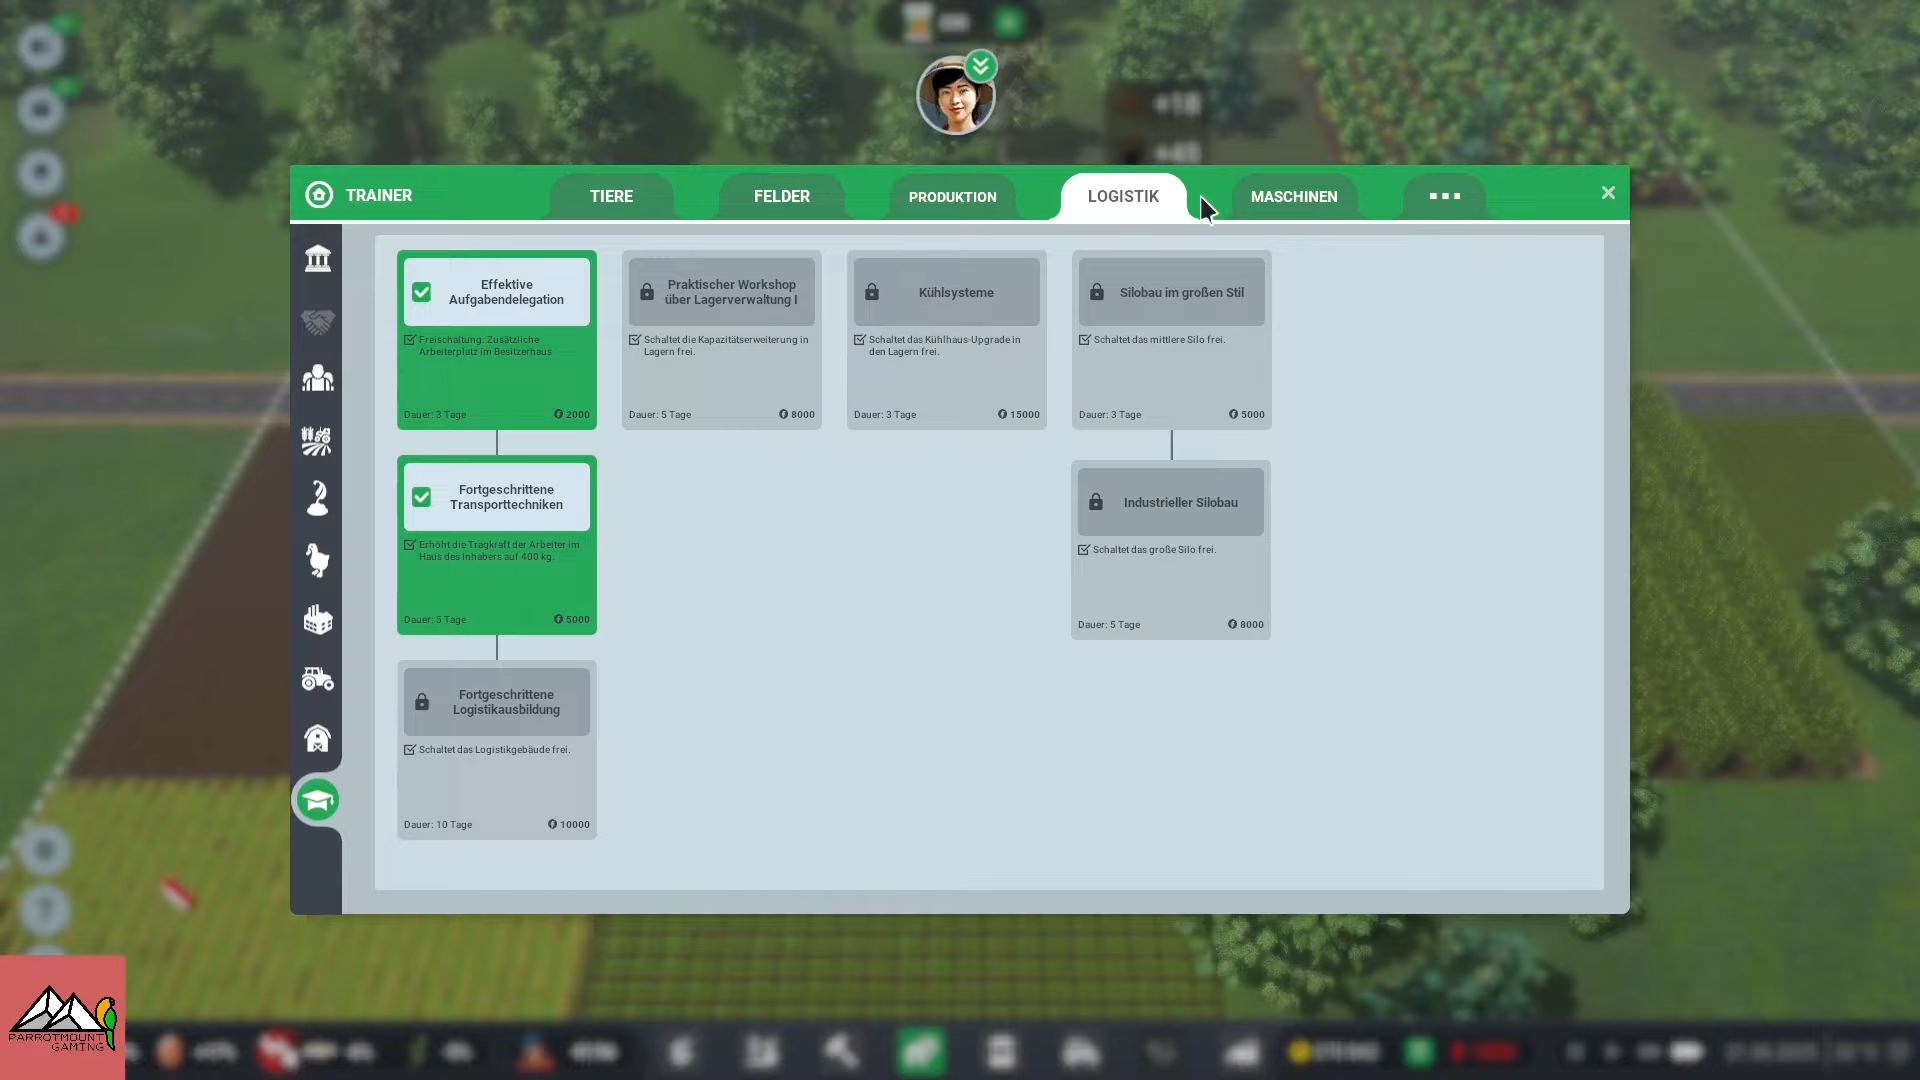 +18
+45
TRAINER
TIERE
FELDER
PRODUKTION
LOGISTIK
MASCHINEN
Effektive
Aufgabendelegation
Freischaltung: Zusätzliche
Arbeiterplatz im Besitzerhaus
Dauer: 3 Tage
2000
Praktischer Workshop
über Lagerverwaltung I
Schaltet die Kapazitätserweiterung in
Lagern frei.
Dauer: 5 Tage
8000
Kühlsysteme
Schaltet das Kühlhaus-Upgrade in
den Lagern frei.
Dauer: 3 Tage
15000
Silobau im großen Stil
Schaltet das mittlere Silo frei.
Dauer: 3 Tage
5000
Fortgeschrittene
Transporttechniken
Erhöht die Tragkraft der Arbeiter im
Haus des Inhabers auf 400 kg.
Dauer: 5 Tage
5000
Industrieller Silobau
Schaltet das große Silo frei.
Dauer: 5 Tage
8000
Fortgeschrittene
Logistikausbildung
Schaltet das Logistikgebäude frei.
Dauer: 10 Tage
10000
PARROTMOUNT
GAMING